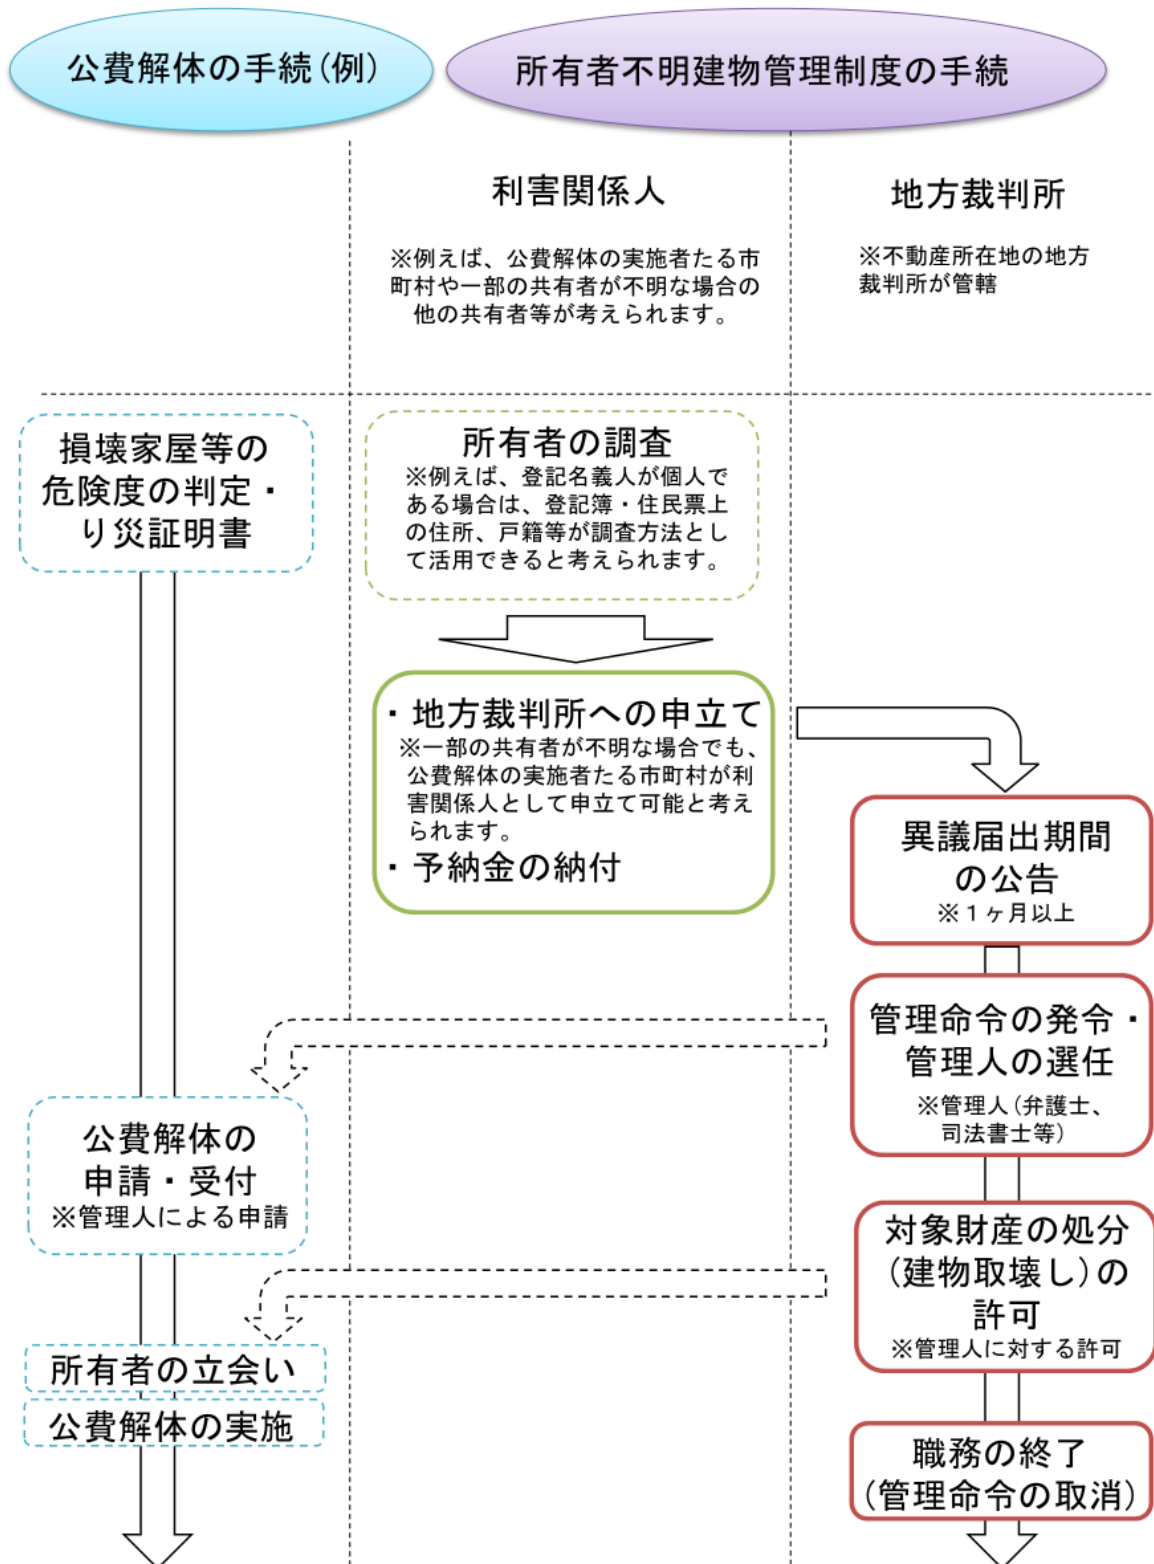 公費解体の手続(例)
所有者不明建物管理制度の手続
利害関係人
※例えば、公費解体の実施者たる市
町村や一部の共有者が不明な場合の
他の共有者等が考えられます。
地方裁判所
※不動産所在地の地方
裁判所が管轄
損壊家屋等の
危険度の判定・
り災証明書
所有者の調査
※例えば、登記名義人が個人で
ある場合は、登記簿・住民票上
の住所、戸籍等が調査方法とし
て活用できると考えられます。
・地方裁判所への申立て
※一部の共有者が不明な場合でも、
公費解体の実施者たる市町村が利
害関係人として申立て可能と考え
られます。
・予納金の納付
異議届出期間
の公告
※１ヶ月以上
管理命令の発令・
管理人の選任
※管理人(弁護士、
司法書士等)
公費解体の
申請・受付
※管理人による申請
対象財産の処分
(建物取壊し)の
許可
※管理人に対する許可
所有者の立会い
公費解体の実施
職務の終了
(管理命令の取消)